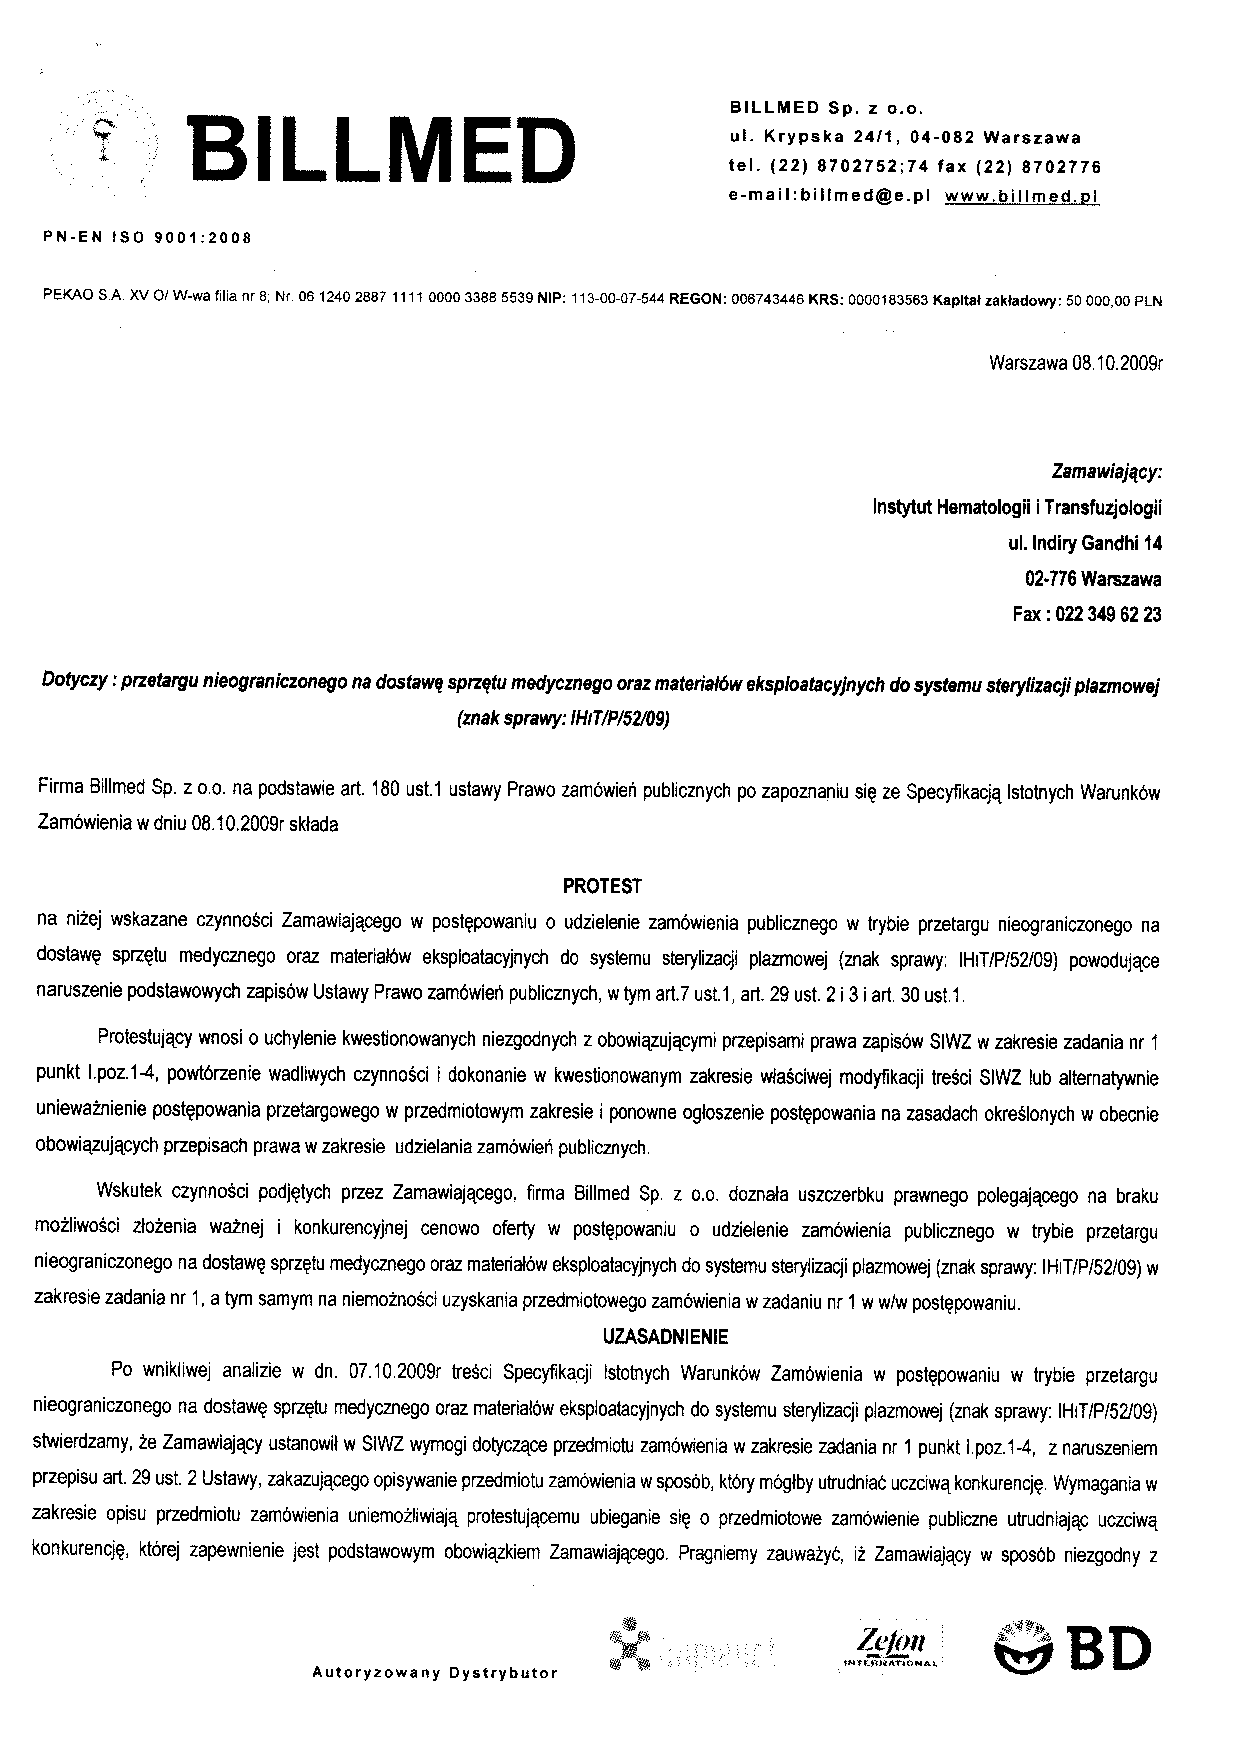 BILLMED
BILLMED Sp. z o.o.
ul. Krypska 24/1, 04-082 Warszawa
tel. (22) 8702752;74 fax (22) 8702776
e-mail:billmed@e.pl www.billmed.pl
PN-EN ISO 9001:2008
PEKAO S.A. XV O/ W-wa filia nr 8; Nr. 06 1240 2887 1111 0000 3388 5539 NIP: 113-00-07-544 REGON: 006743446 KRS: 0000183563 Kapitał zakładowy: 50 000,00 PLN
Warszawa 08.10.2009r
Zamawiający:
Instytut Hematologii i Transfuzjologii
ul. Indiry Gandhi 14
02-776 Warszawa
Fax : 022 349 62 23
Dotyczy : przetargu nieograniczonego na dostawę sprzętu medycznego oraz materiałów eksploatacyjnych do systemu sterylizacji plazmowej
(znak sprawy: IHiT/P/52/09)
Firma Billmed Sp. z o.o. na podstawie art. 180 ust.1 ustawy Prawo zamówień publicznych po zapoznaniu się ze Specyfikacją Istotnych Warunków
Zamówienia w dniu 08.10.2009r składa
PROTEST
na niżej wskazane czynności Zamawiającego w postępowaniu o udzielenie zamówienia publicznego w trybie przetargu nieograniczonego na
dostawę sprzętu medycznego oraz materiałów eksploatacyjnych do systemu sterylizacji plazmowej (znak sprawy: IHiT/P/52/09) powodujące
naruszenie podstawowych zapisów Ustawy Prawo zamówień publicznych, w tym art.7 ust.1, art. 29 ust. 2 i 3 i art. 30 ust.1.
Protestujący wnosi o uchylenie kwestionowanych niezgodnych z obowiązującymi przepisami prawa zapisów SIWZ w zakresie zadania nr 1
punkt I.poz.1-4, powtórzenie wadliwych czynności i dokonanie w kwestionowanym zakresie właściwej modyfikacji treści SIWZ lub alternatywnie
unieważnienie postępowania przetargowego w przedmiotowym zakresie i ponowne ogłoszenie postępowania na zasadach określonych w obecnie
obowiązujących przepisach prawa w zakresie udzielania zamówień publicznych.
Wskutek czynności podjętych przez Zamawiającego, firma Billmed Sp. z o.o. doznała uszczerbku prawnego polegającego na braku
możliwości złożenia ważnej i konkurencyjnej cenowo oferty w postępowaniu o udzielenie zamówienia publicznego w trybie przetargu
nieograniczonego na dostawę sprzętu medycznego oraz materiałów eksploatacyjnych do systemu sterylizacji plazmowej (znak sprawy: IHiT/P/52/09) w
zakresie zadania nr 1, a tym samym na niemożności uzyskania przedmiotowego zamówienia w zadaniu nr 1 w w/w postępowaniu.
UZASADNIENIE
Po wnikliwej analizie w dn. 07.10.2009r treści Specyfikacji Istotnych Warunków Zamówienia w postępowaniu w trybie przetargu
nieograniczonego na dostawę sprzętu medycznego oraz materiałów eksploatacyjnych do systemu sterylizacji plazmowej (znak sprawy: IHiT/P/52/09)
stwierdzamy, że Zamawiający ustanowił w SIWZ wymogi dotyczące przedmiotu zamówienia w zakresie zadania nr 1 punkt I.poz.1-4, z naruszeniem
przepisu art. 29 ust. 2 Ustawy, zakazującego opisywanie przedmiotu zamówienia w sposób, który mógłby utrudniać uczciwą konkurencję. Wymagania w
zakresie opisu przedmiotu zamówienia uniemożliwiają protestującemu ubieganie się o przedmiotowe zamówienie publiczne utrudniając uczciwą
konkurencję, której zapewnienie jest podstawowym obowiązkiem Zamawiającego. Pragniemy zauważyć, iż Zamawiający w sposób niezgodny z
Autoryzowany Dystrybutor
Zefon
INTERNATIONAL
BD